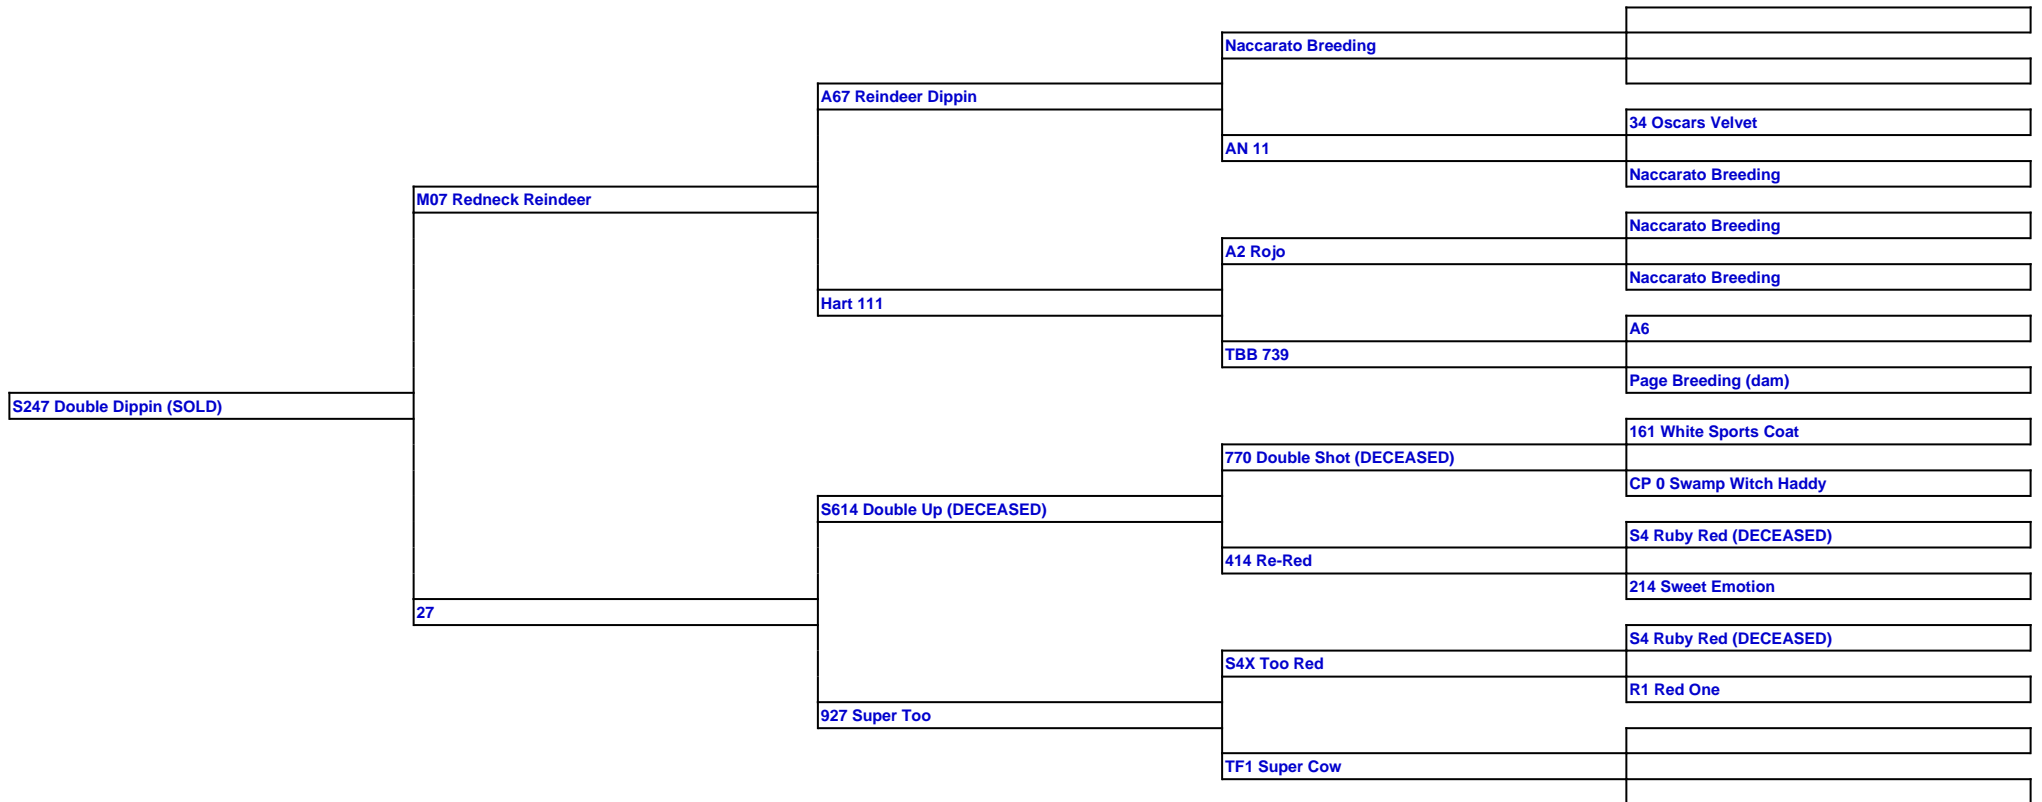 Naccarato Breeding
A67 Reindeer Dippin
34 Oscars Velvet
AN 11
Naccarato Breeding
M07 Redneck Reindeer
Naccarato Breeding
A2 Rojo
Naccarato Breeding
Hart 111
A6
TBB 739
Page Breeding (dam)
S247 Double Dippin (SOLD)
161 White Sports Coat
770 Double Shot (DECEASED)
CP 0 Swamp Witch Haddy
S614 Double Up (DECEASED)
S4 Ruby Red (DECEASED)
414 Re-Red
214 Sweet Emotion
27
S4 Ruby Red (DECEASED)
S4X Too Red
R1 Red One
927 Super Too
TF1 Super Cow